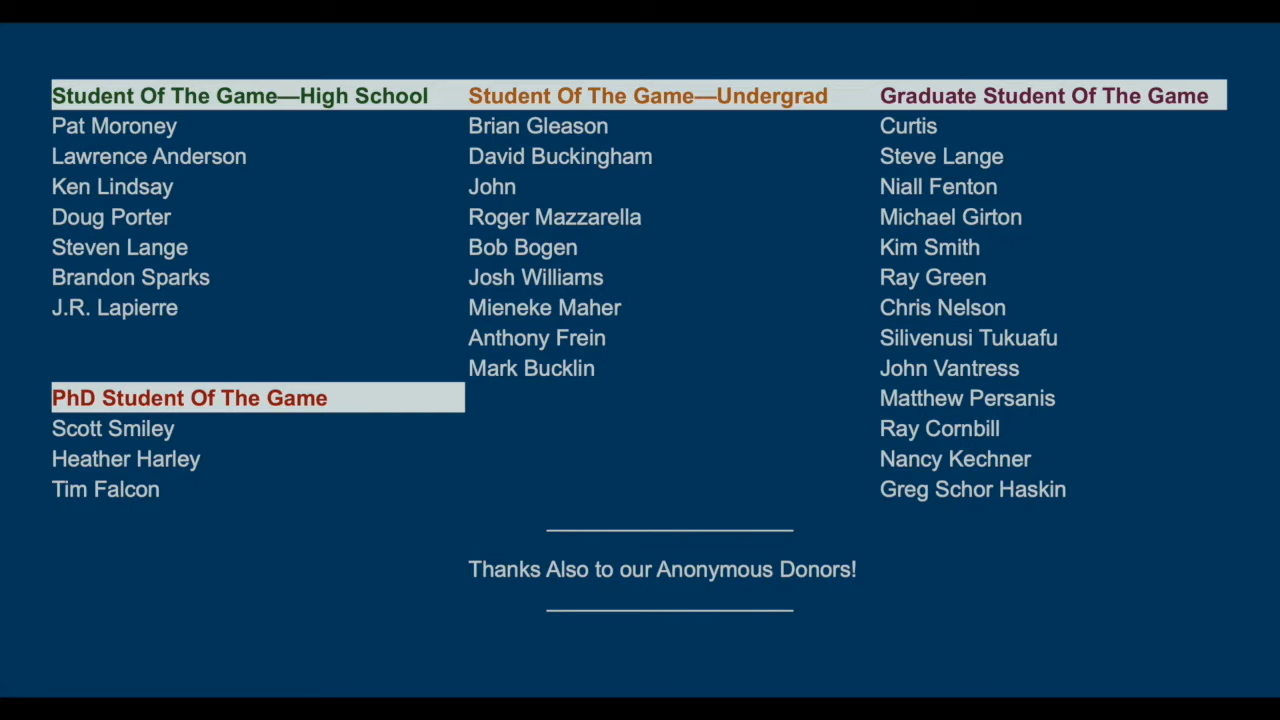 Student Of The Game—High School
Pat Moroney
Lawrence Anderson
Ken Lindsay
Doug Porter
Steven Lange
Brandon Sparks
J.R. Lapierre
PhD Student Of The Game
Scott Smiley
Heather Harley
Tim Falcon
Student Of The Game—Undergrad
Brian Gleason
David Buckingham
John
Roger Mazzarella
Bob Bogen
Josh Williams
Mieneke Maher
Anthony Frein
Mark Bucklin
Graduate Student Of The Game
Curtis
Steve Lange
Niall Fenton
Michael Girton
Kim Smith
Ray Green
Chris Nelson
Silivenusi Tukuafu
John Vantress
Matthew Persanis
Ray Cornbill
Nancy Kechner
Greg Schor Haskin
Thanks Also to our Anonymous Donors!